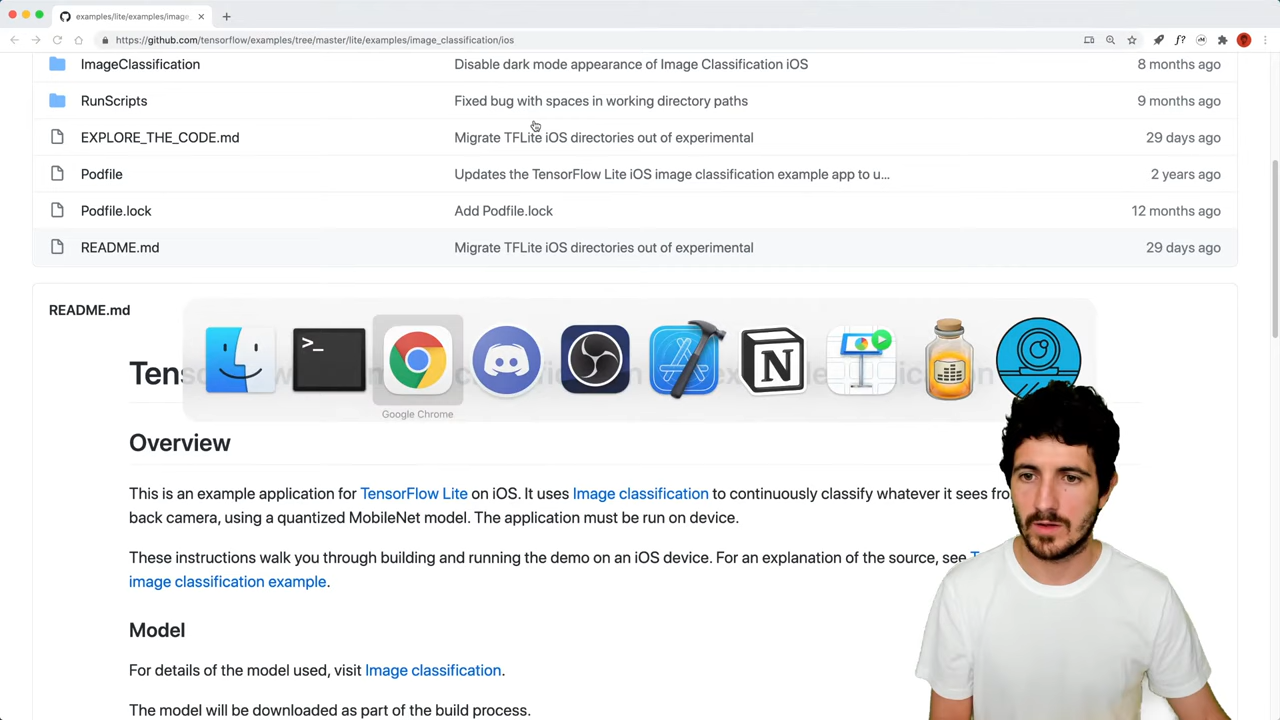 examples/lite/examples/image_
https://github.com/tensorflow/examples/tree/master/lite/examples/image_classification/ios
ImageClassification Disable dark mode appearance of Image Classification iOS 8 months ago
RunScripts Fixed bug with spaces in working directory paths 9 months ago
EXPLORE_THE_CODE.md Migrate TFLite iOS directories out of experimental 29 days ago
Podfile Updates the TensorFlow Lite iOS image classification example app to u... 2 years ago
Podfile.lock Add Podfile.lock 12 months ago
README.md Migrate TFLite iOS directories out of experimental 29 days ago
README.md
>_
Google Chrome
Overview
This is an example application for TensorFlow Lite on iOS. It uses Image classification to continuously classify whatever it sees
back camera, using a quantized MobileNet model. The application must be run on device.
These instructions walk you through building and running the demo on an iOS device. For an explanation of the source, see
image classification example.
Model
For details of the model used, visit Image classification.
The model will be downloaded as part of the build process.